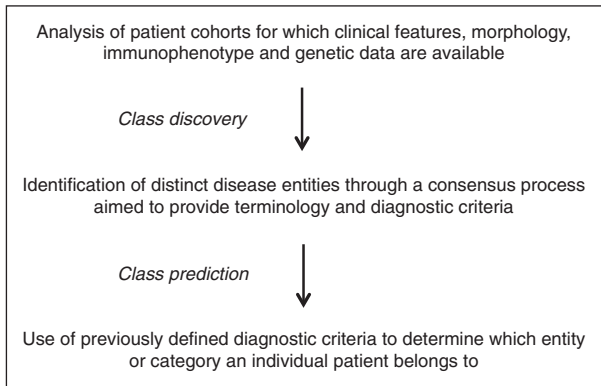 Analysis of patient cohorts for which clinical features, morphology,
immunophenotype and genetic data are available
Class discovery
Identification of distinct disease entities through a consensus process
aimed to provide terminology and diagnostic criteria
Class prediction
Use of previously defined diagnostic criteria to determine which entity
or category an individual patient belongs to